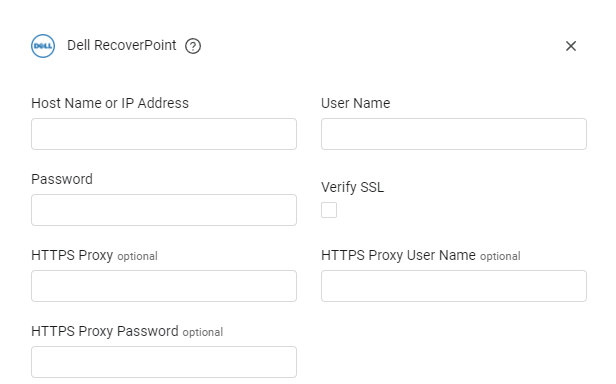 DELL Dell RecoverPoint ?
Host Name or IP Address
User Name
Password
Verify SSL
HTTPS Proxy optional
HTTPS Proxy User Name optional
HTTPS Proxy Password optional